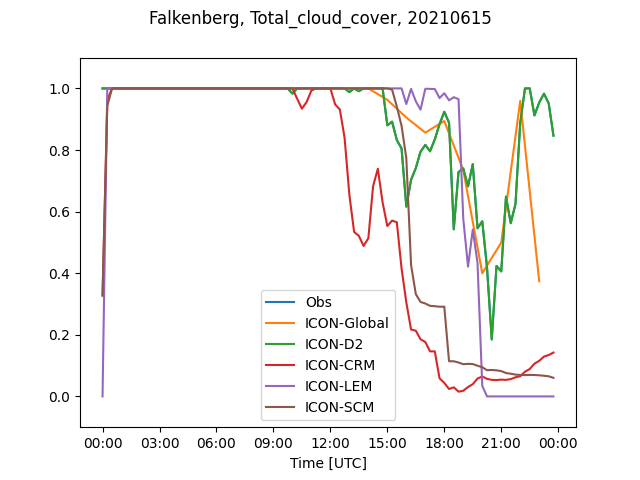 Falkenberg, Total_cloud_cover, 20210615
1.0
0.8
0.6
0.4
0.2
0.0
Obs
ICON-Global
ICON-D2
ICON-CRM
ICON-LEM
ICON-SCM
00:00 03:00 06:00 09:00 12:00 15:00 18:00 21:00 00:00
Time [UTC]